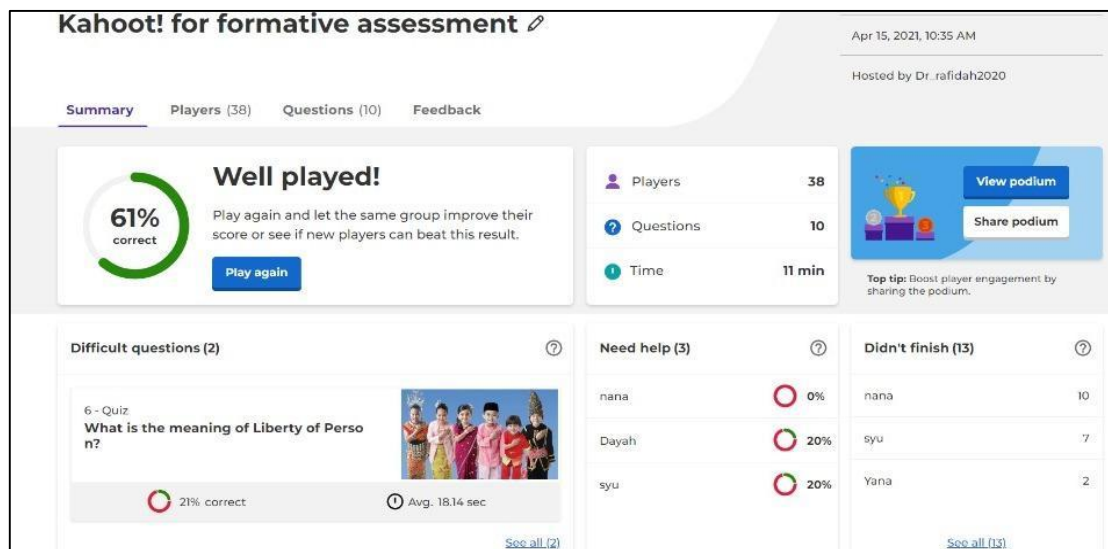 Kahoot! for formative assessment
Apr 15, 2021, 10:35 AM
Hosted by Dr_rafidah2020
Summary Players (38) Questions (10) Feedback
61%
correct
Well played!
Play again and let the same group improve their
score or see if new players can beat this result.
Play again
Players 38
Questions 10
Time 11 min
View podium
Share podium
Top tip: Boost player engagement by
sharing the podium.
Difficult questions (2)
6 - Quiz
What is the meaning of Liberty of Perso
n?
21% correct Avg. 18.14 sec
See all (2)
Need help (3)
nana 0%
Dayah 20%
syu 20%
Didn't finish (13)
nana 10
syu 7
Yana 2
See all (13)